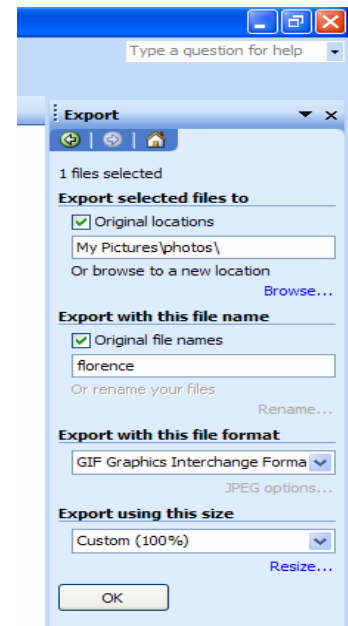 Type a question for help
Export
1 files selected
Export selected files to
Original locations
My Pictures\photos\
Or browse to a new location
Browse...
Export with this file name
Original file names
florence
Or rename your files
Rename...
Export with this file format
GIF Graphics Interchange Forma
JPEG options...
Export using this size
Custom (100%)
Resize...
OK